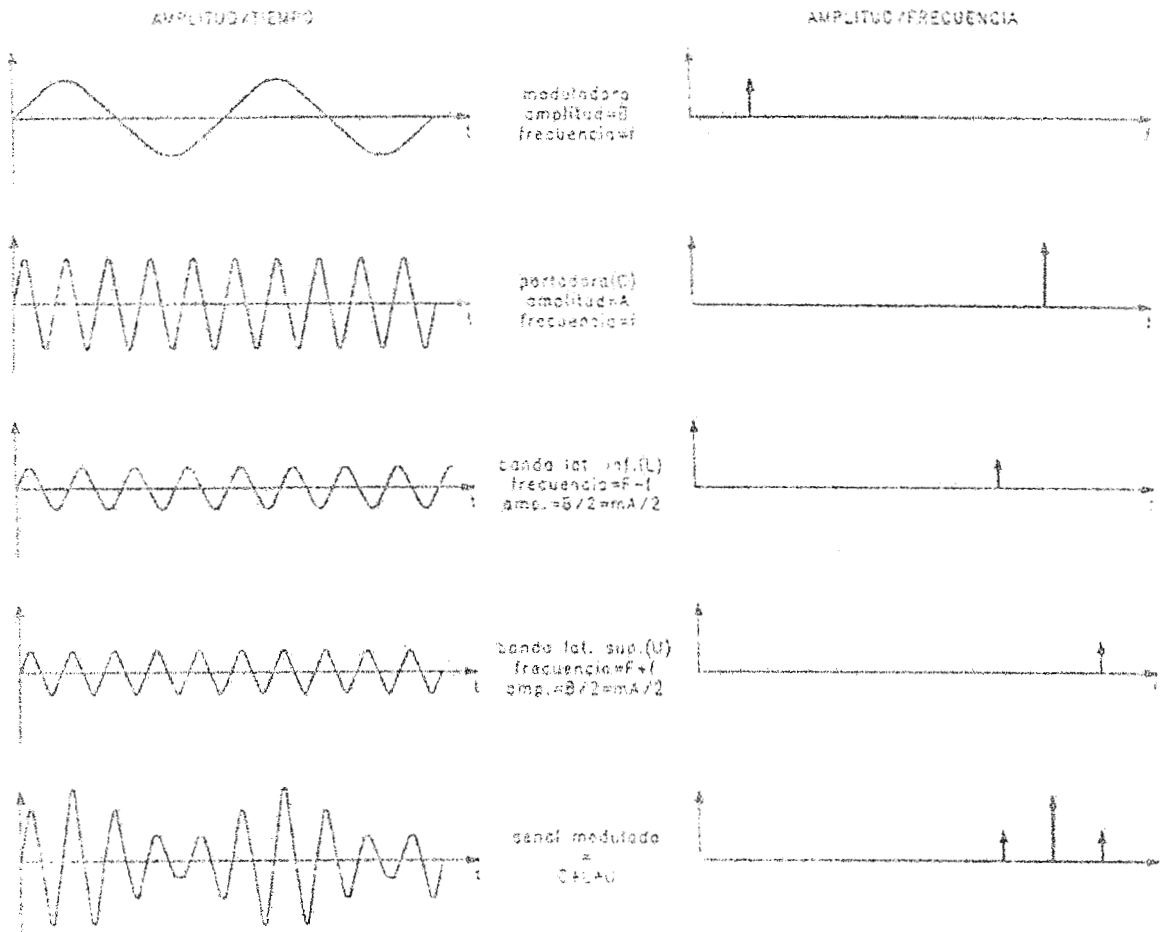 AMPLITUD/TIEMPO
AMPLITUD/FRECUENCIA
moduladora
amplitud=B
frecuencia=f
t
f
portadora(C)
amplitud=A
frecuencia=f
t
f
banda lat. inf.(L)
frecuencia=F-f
amp.=B/2=mA/2
t
banda lat. sup.(U)
frecuencia=F+f
amp.=B/2=mA/2
t
senal modulada
=
t